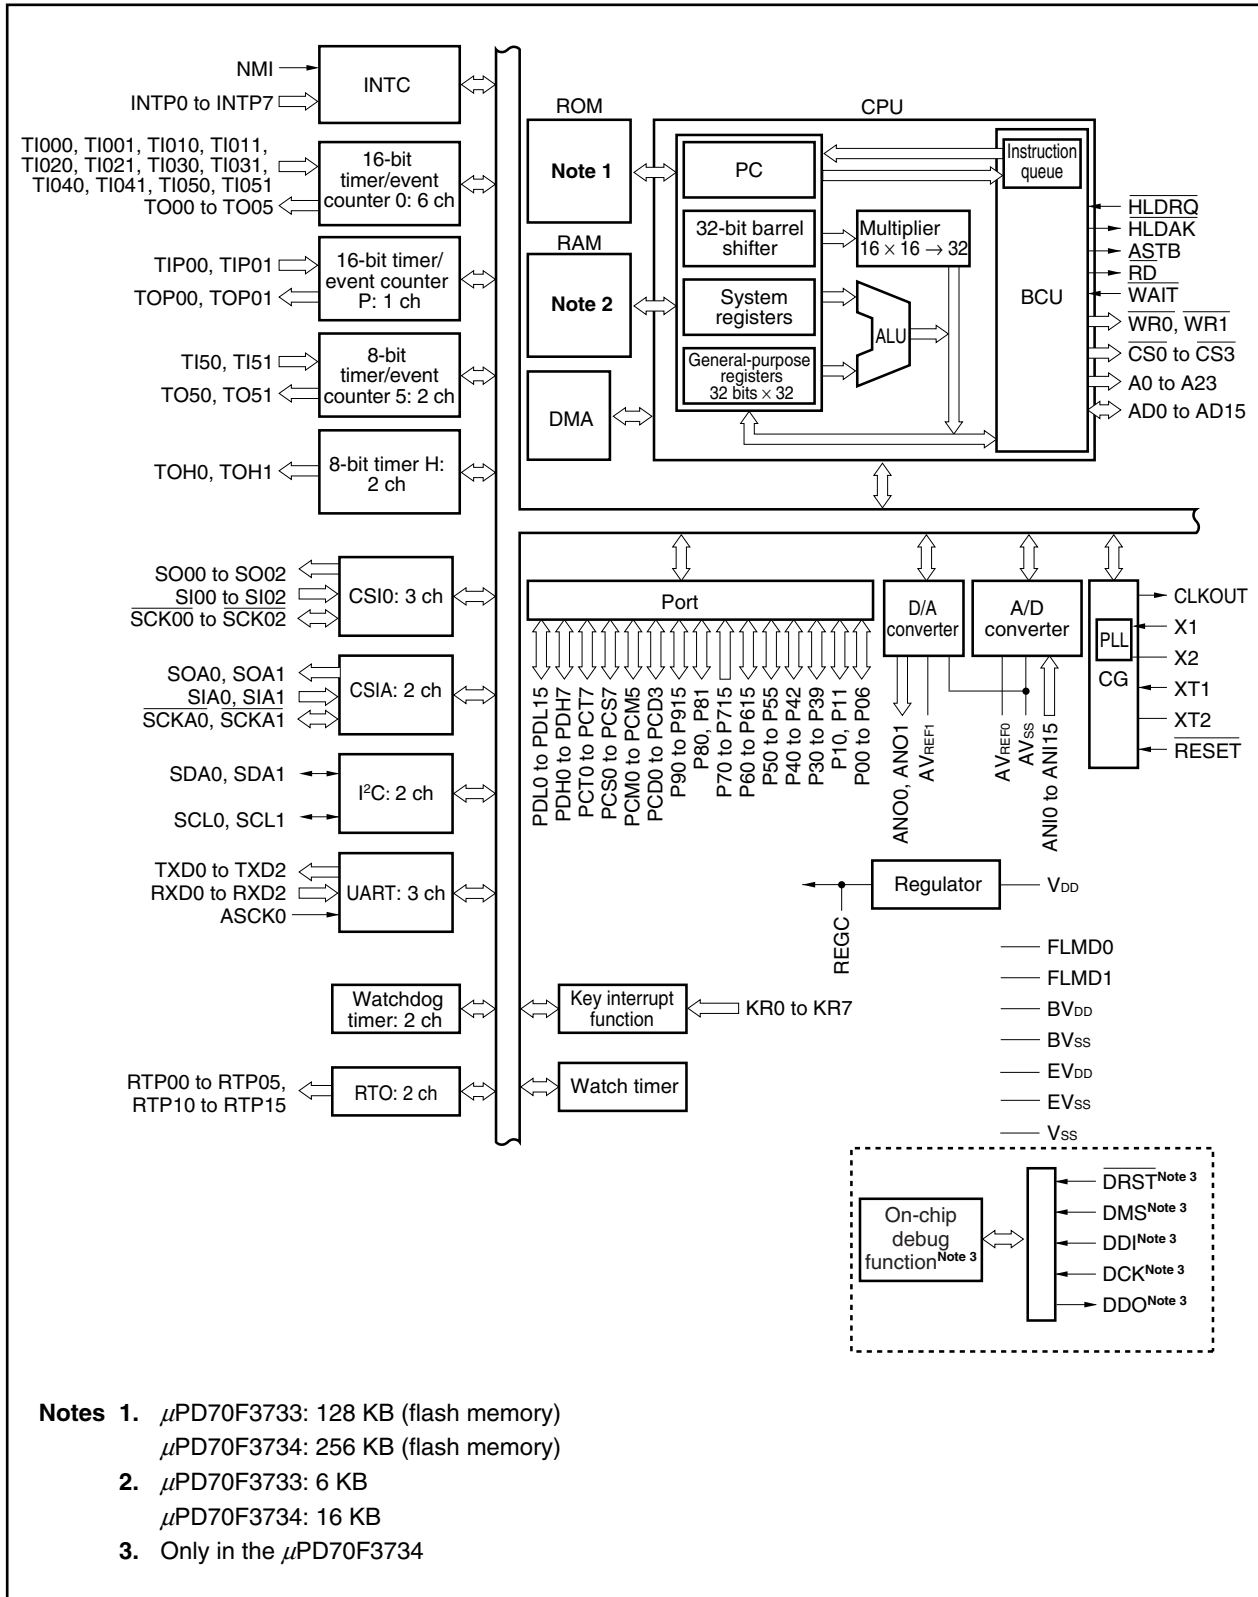 NMI
INTP0 to INTP7
INTC
TI000, TI001, TI010, TI011,
TI020, TI021, TI030, TI031,
TI040, TI041, TI050, TI051
TO00 to TO05
16-bit
timer/event
counter 0: 6 ch
TIP00, TIP01
TOP00, TOP01
16-bit timer/
event counter
P: 1 ch
TI50, TI51
TO50, TO51
8-bit
timer/event
counter 5: 2 ch
TOH0, TOH1
8-bit timer H:
2 ch
SO00 to SO02
SI00 to SI02
SCK00 to SCK02
CSI0: 3 ch
SOA0, SOA1
SIA0, SIA1
SCKA0, SCKA1
CSIA: 2 ch
SDA0, SDA1
SCL0, SCL1
I²C: 2 ch
TXD0 to TXD2
RXD0 to RXD2
ASCK0
UART: 3 ch
Watchdog
timer: 2 ch
RTP00 to RTP05,
RTP10 to RTP15
RTO: 2 ch
ROM
Note 1
RAM
Note 2
DMA
CPU
PC
32-bit barrel
shifter
System
registers
General-purpose
registers
32 bits × 32
Multiplier
16 × 16 → 32
ALU
Instruction
queue
BCU
HLDRQ
HLDAK
ASTB
RD
WAIT
WR0, WR1
CS0 to CS3
A0 to A23
AD0 to AD15
Port
PDL0 to PDL15
PDH0 to PDH7
PCT0 to PCT7
PCS0 to PCS7
PCM0 to PCM5
PCD0 to PCD3
P90 to P915
P80, P81
P70 to P715
P60 to P615
P50 to P55
P40 to P42
P30 to P39
P10, P11
P00 to P06
D/A
converter
ANO0, ANO1
AVREF1
A/D
converter
AVREF0
AVSS
ANI0 to ANI15
PLL
CG
CLKOUT
X1
X2
XT1
XT2
RESET
Regulator
VDD
REGC
FLMD0
FLMD1
BVDD
BVSS
EVDD
EVSS
VSS
Key interrupt
function
KR0 to KR7
Watch timer
On-chip
debug
function Note 3
DRST Note 3
DMS Note 3
DDI Note 3
DCK Note 3
DDO Note 3
Notes 1. μPD70F3733: 128 KB (flash memory)
μPD70F3734: 256 KB (flash memory)
2. μPD70F3733: 6 KB
μPD70F3734: 16 KB
3. Only in the μPD70F3734